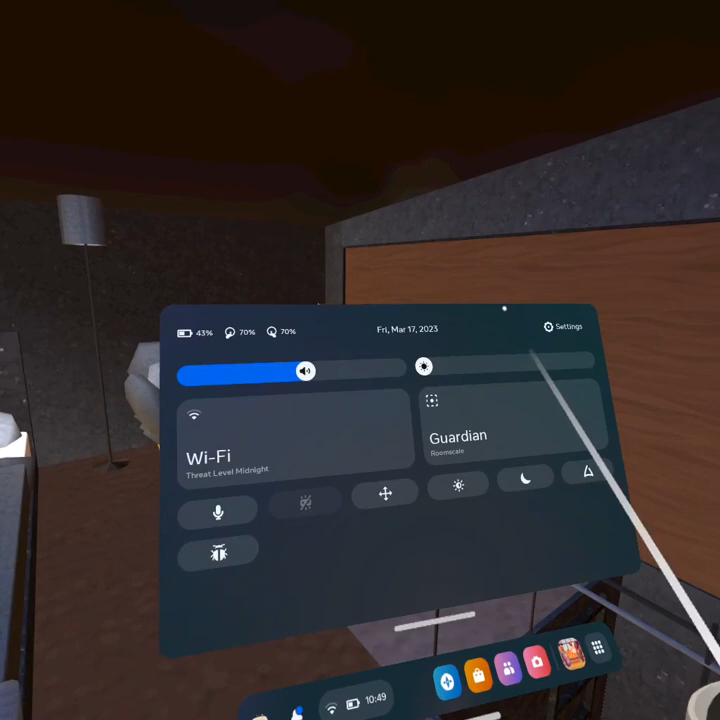 43% 70% 70% Fri, Mar 17, 2023 Settings
Wi-Fi
Threat Level Midnight
Guardian
Roomscale
10:49